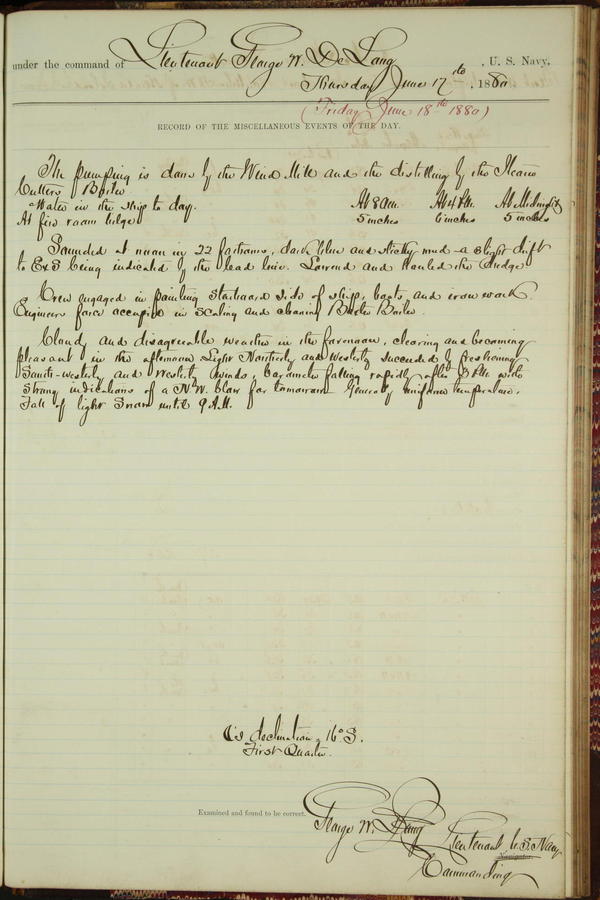 under the command of Lieutenant George W. De Long, U. S. Navy,
Thursday June 17th, 1880
(Friday June 18th 1880)
RECORD OF THE MISCELLANEOUS EVENTS OF THE DAY.
The pumping is done by the Wind Mill and the distilling by the Steam
Cutter's Boiler
Water in the ship to day. At 8 AM. At 4 PM. At Midnight
At fire room bilge 5 inches 6 inches 5 inches
Sounded at noon in 22 fathoms, dark blue and sticky mud - a slight drift
to ExS being indicated by the lead line. Lowered and hauled the dredge
Crew engaged in painting starboard side of ship, boats and iron work.
Engineers force occupied in scaling and cleaning Boiler
Cloudy and disagreeable weather in the forenoon, clearing and becoming
pleasant in the afternoon Light Northerly and westerly succeeded by freshening
South-westerly and westerly winds, barometer falling rapidly after 8 PM. with
strong indications of a N.W. blow for tomorrow Generally uniform temperature.
Fall of light Snow until 9 A.M.
☾'s declination 16° S.
First Quarter.
Examined and found to be correct.
George W. De Long Lieutenant U.S. Navy
Commanding